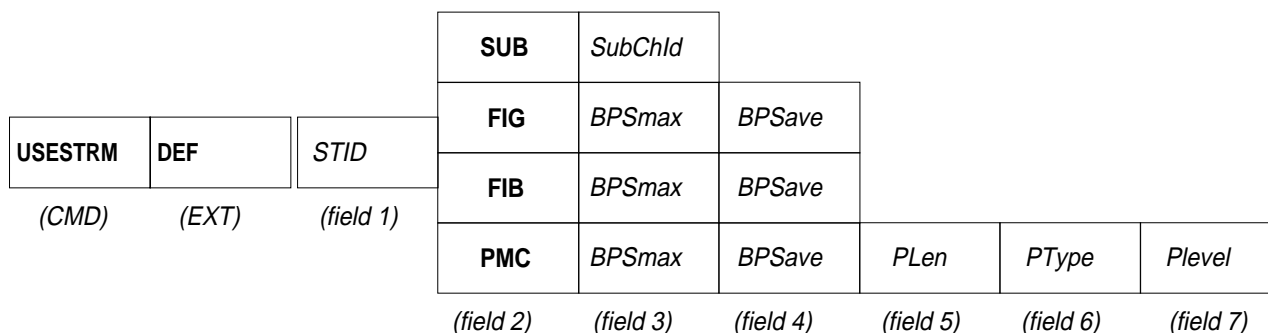 SUB SubChId
FIG BPSmax BPSave
USESTRM DEF STID
FIB BPSmax BPSave
(CMD) (EXT) (field 1)
PMC BPSmax BPSave PLen PType Plevel
(field 2) (field 3) (field 4) (field 5) (field 6) (field 7)